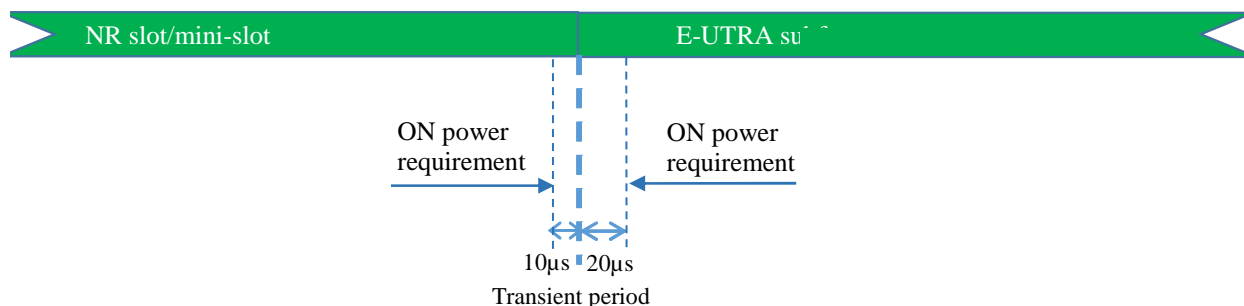 NR slot/mini-slot
E-UTRA
ON power
requirement
ON power
requirement
10µs
20µs
Transient period